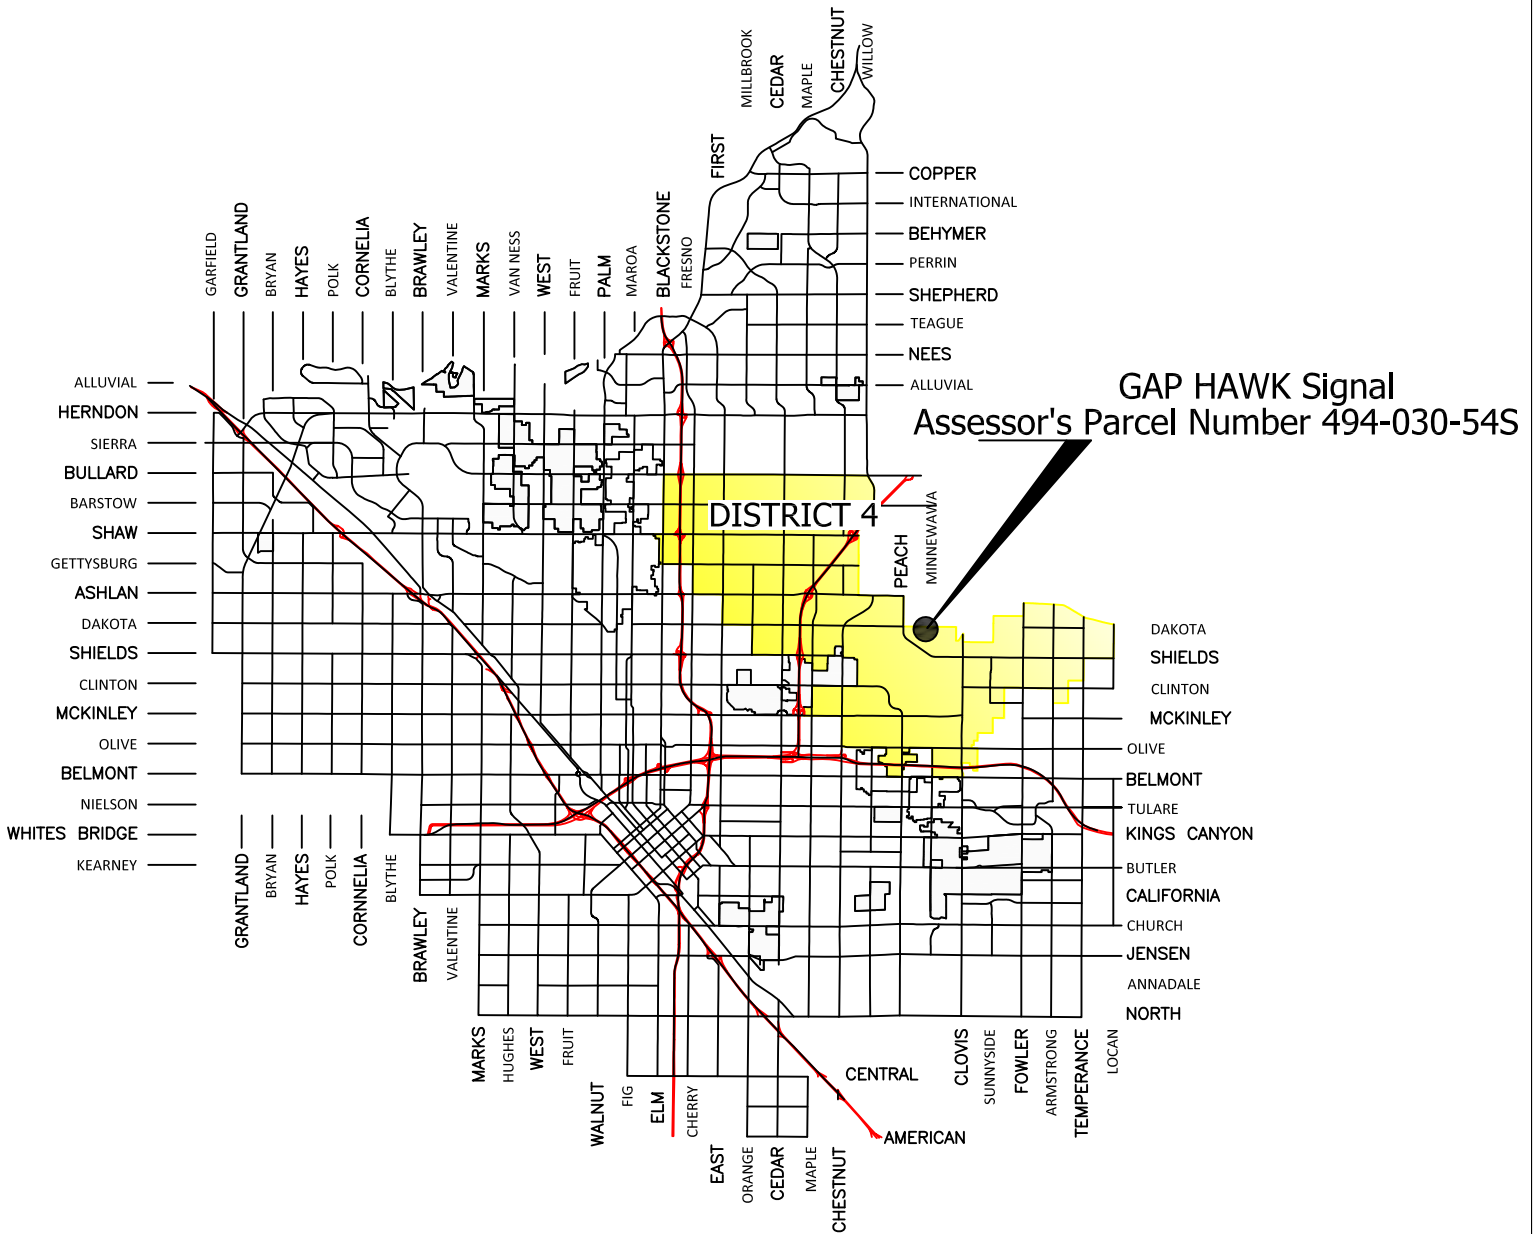 MILLBROOK
CEDAR
MAPLE
CHESTNUT
WILLOW
FIRST
COPPER
INTERNATIONAL
BEHYMER
PERRIN
SHEPHERD
TEAGUE
NEES
ALLUVIAL
GARFIELD
GRANTLAND
BRYAN
HAYES
POLK
CORNELIA
BLYTHE
BRAWLEY
VALENTINE
MARKS
VAN NESS
WEST
FRUIT
PALM
MAROA
BLACKSTONE
FRESNO
GAP HAWK Signal
Assessor's Parcel Number 494-030-54S
ALLUVIAL
HERNDON
SIERRA
BULLARD
BARSTOW
SHAW
GETTYSBURG
ASHLAN
DAKOTA
SHIELDS
CLINTON
MCKINLEY
OLIVE
BELMONT
NIELSON
WHITES BRIDGE
KEARNEY
DISTRICT 4
PEACH
MINNEWAWA
DAKOTA
SHIELDS
CLINTON
MCKINLEY
OLIVE
BELMONT
TULARE
KINGS CANYON
BUTLER
CALIFORNIA
CHURCH
JENSEN
ANNADALE
NORTH
GRANTLAND
BRYAN
HAYES
POLK
CORNNELIA
BLYTHE
BRAWLEY
VALENTINE
MARKS
HUGHES
WEST
FRUIT
WALNUT
FIG
ELM
CHERRY
EAST
ORANGE
CEDAR
MAPLE
CHESTNUT
CENTRAL
AMERICAN
CLOVIS
SUNNYSIDE
FOWLER
ARMSTRONG
TEMPERANCE
LOCAN